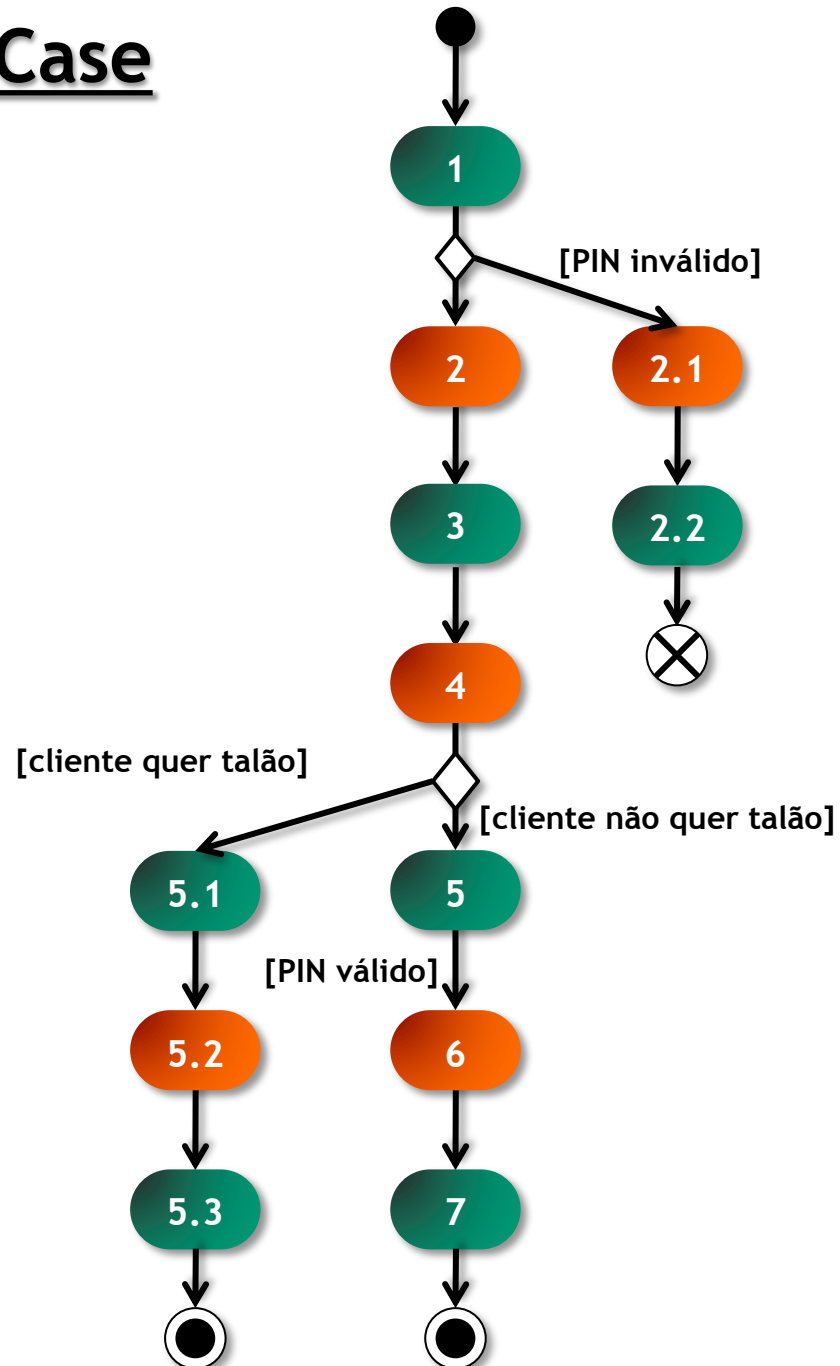 Case
1
[PIN inválido]
2
2.1
3
2.2
4
[cliente quer talão]
[cliente não quer talão]
5.1
5
[PIN válido]
5.2
6
5.3
7